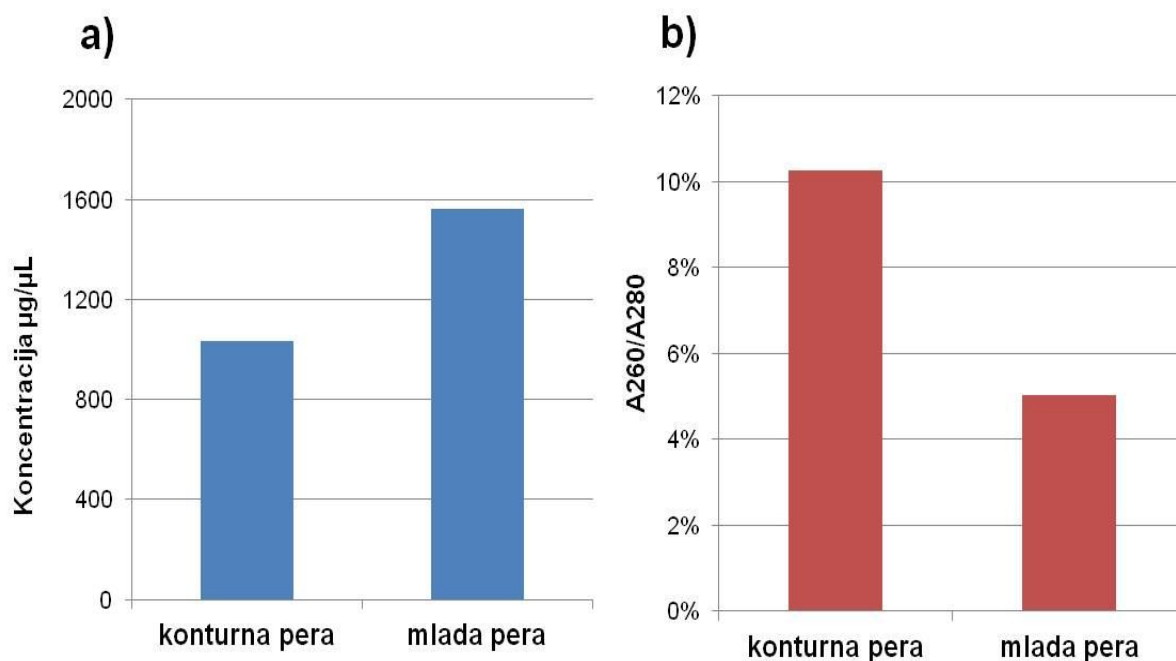 a)
Koncentracija µg/µL
2000
1600
1200
800
400
0
konturna pera
mlada pera
b)
A260/A280
12%
10%
8%
6%
4%
2%
0%
konturna pera
mlada pera